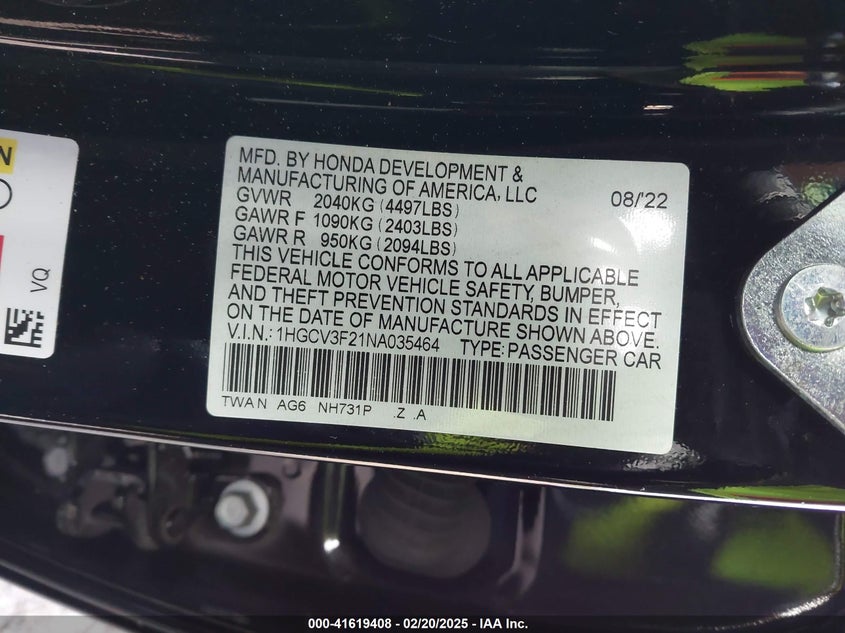 N
VQ
MFD. BY HONDA DEVELOPMENT &
MANUFACTURING OF AMERICA, LLC
GVWR 2040KG (4497LBS) 08/'22
GAWR F 1090KG (2403LBS)
GAWR R 950KG (2094LBS)
THIS VEHICLE CONFORMS TO ALL APPLICABLE
FEDERAL MOTOR VEHICLE SAFETY, BUMPER,
AND THEFT PREVENTION STANDARDS IN EFFECT
ON THE DATE OF MANUFACTURE SHOWN ABOVE.
V.I.N.: 1HGCV3F21NA035464 TYPE: PASSENGER CAR
TWA N AG6 NH731P .Z .A
000-41619408 - 02/20/2025 - IAA Inc.